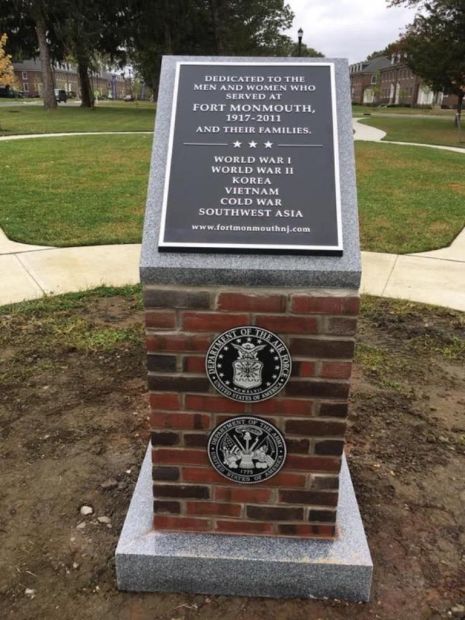 DEDICATED TO THE
MEN AND WOMEN WHO
SERVED AT
FORT MONMOUTH,
1917-2011
AND THEIR FAMILIES.
WORLD WAR I
WORLD WAR II
KOREA
VIETNAM
COLD WAR
SOUTHWEST ASIA
www.fortmonmouthnj.com
DEPARTMENT OF THE AIR FORCE
UNITED STATES OF AMERICA
DEPARTMENT OF THE ARMY
1775
UNITED STATES OF AMERICA